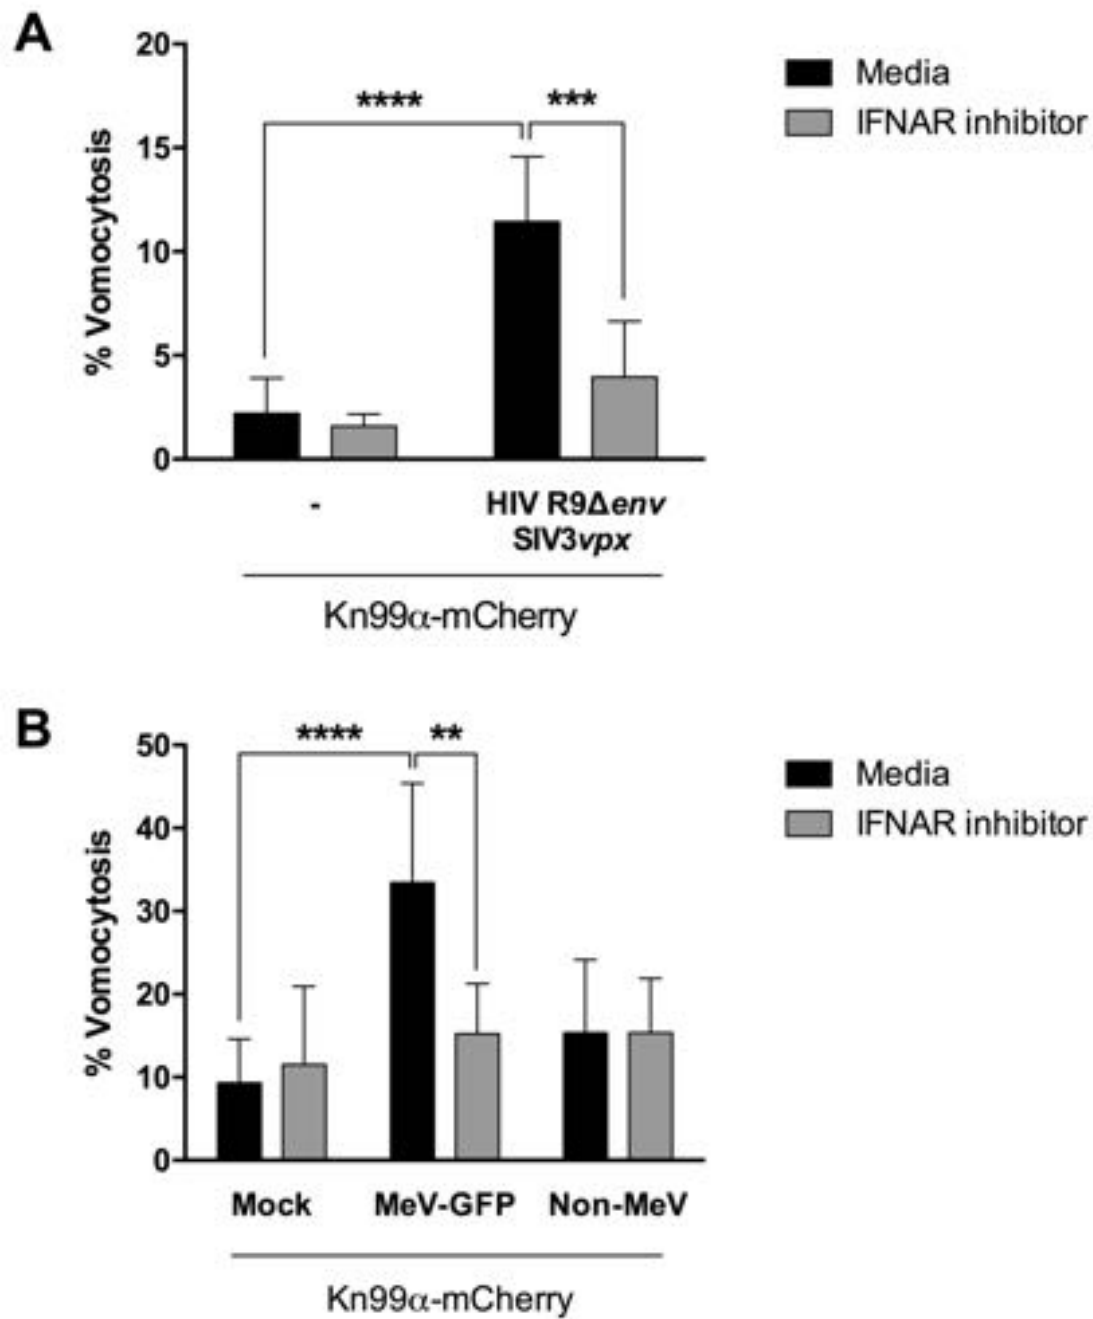 A
20
15
10
5
0
% Vomocytosis
**** ***
Media
IFNAR inhibitor
- HIV R9Δenv
SIV3vpx
Kn99α-mCherry
B
50
40
30
20
10
0
% Vomocytosis
**** **
Media
IFNAR inhibitor
Mock MeV-GFP Non-MeV
Kn99α-mCherry